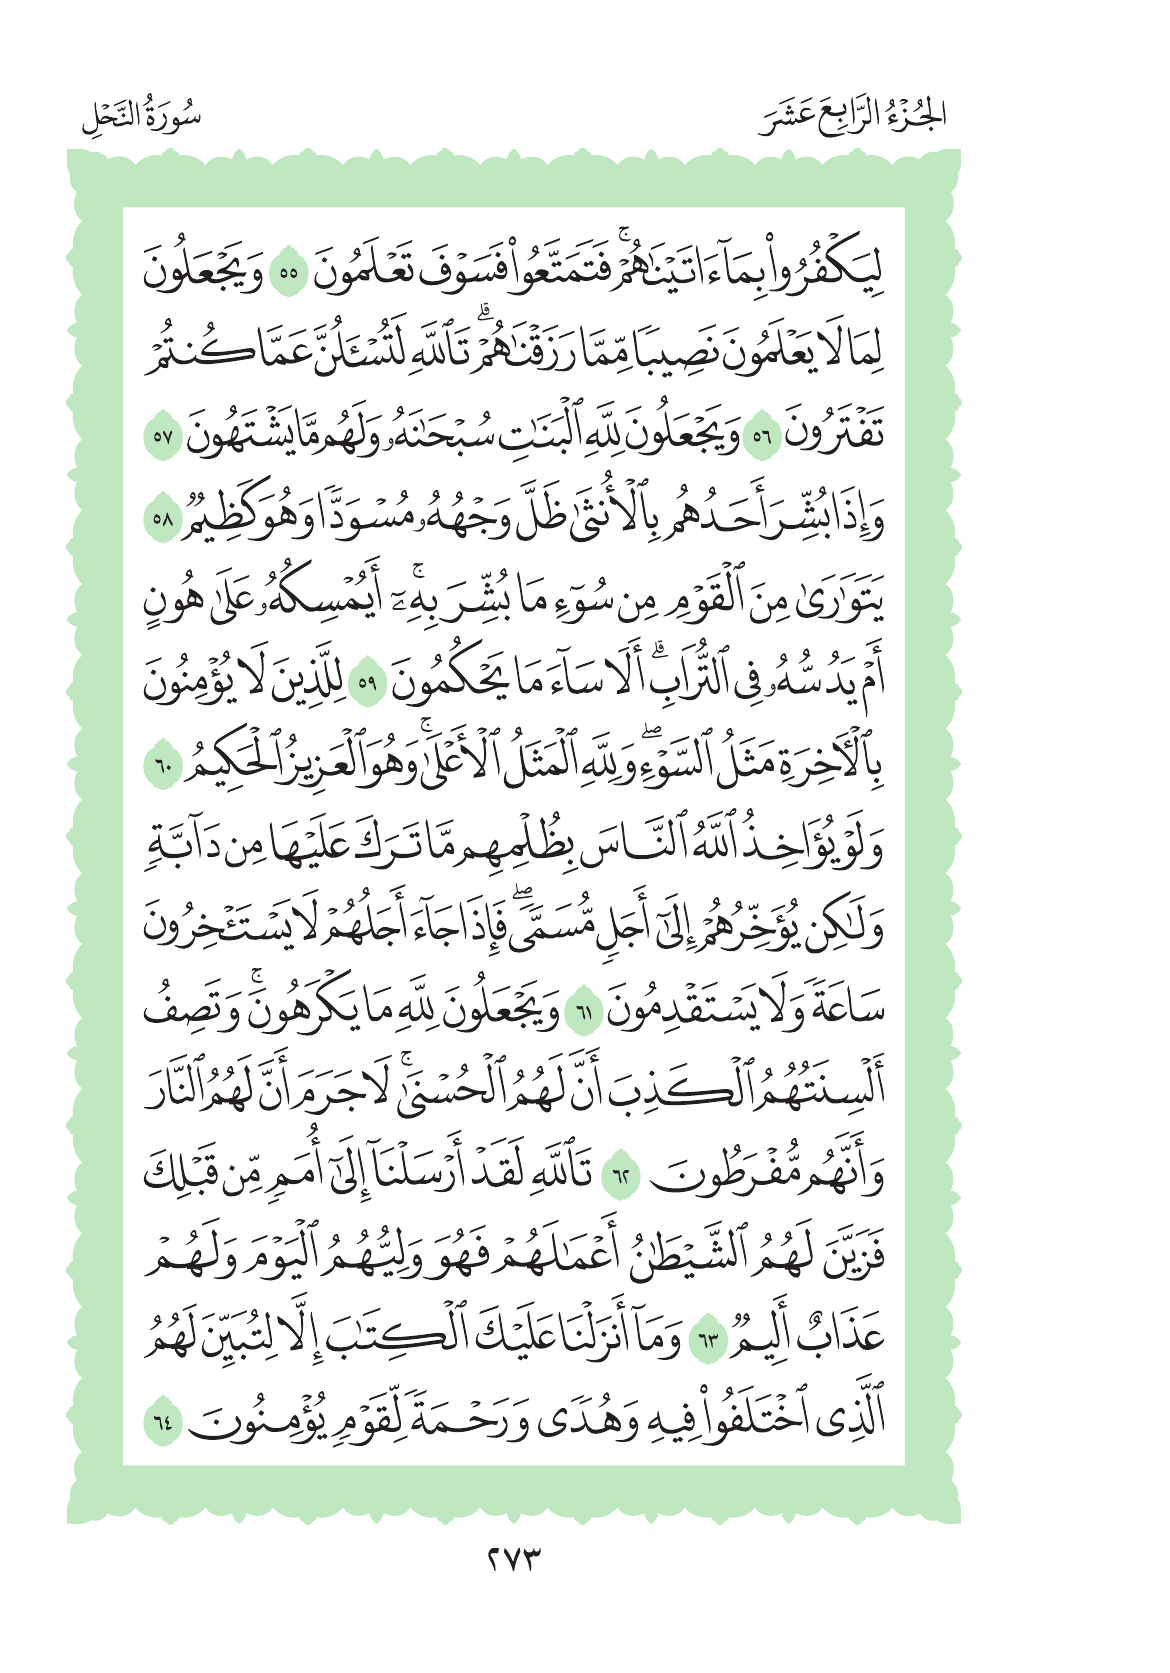 الجُزْءُ الرَّابِعَ عَشَرَ
سُورَةُ النَّحْلِ
لِيَكْفُرُوا۟ بِمَآ ءَاتَيْنَٰهُمْ ۚ فَتَمَتَّعُوا۟ فَسَوْفَ تَعْلَمُونَ ٥٥ وَيَجْعَلُونَ
لِمَا لَا يَعْلَمُونَ نَصِيبًا مِّمَّا رَزَقْنَٰهُمْ ۗ تَٱللَّهِ لَتُسْـَٔلُنَّ عَمَّا كُنتُمْ
تَفْتَرُونَ ٥٦ وَيَجْعَلُونَ لِلَّهِ ٱلْبَنَٰتِ سُبْحَٰنَهُۥ وَلَهُم مَّا يَشْتَهُونَ ٥٧
وَإِذَا بُشِّرَ أَحَدُهُم بِٱلْأُنثَىٰ ظَلَّ وَجْهُهُۥ مُسْوَدًّا وَهُوَ كَظِيمٌ ٥٨
يَتَوَٰرَىٰ مِنَ ٱلْقَوْمِ مِن سُوٓءِ مَا بُشِّرَ بِهِۦٓ ۚ أَيُمْسِكُهُۥ عَلَىٰ هُونٍ
أَمْ يَدُسُّهُۥ فِى ٱلتُّرَابِ ۗ أَلَا سَآءَ مَا يَحْكُمُونَ ٥٩ لِلَّذِينَ لَا يُؤْمِنُونَ
بِٱلْـَٔاخِرَةِ مَثَلُ ٱلسَّوْءِ ۖ وَلِلَّهِ ٱلْمَثَلُ ٱلْأَعْلَىٰ ۚ وَهُوَ ٱلْعَزِيزُ ٱلْحَكِيمُ ٦٠
وَلَوْ يُؤَاخِذُ ٱللَّهُ ٱلنَّاسَ بِظُلْمِهِم مَّا تَرَكَ عَلَيْهَا مِن دَآبَّةٍ
وَلَٰكِن يُؤَخِّرُهُمْ إِلَىٰٓ أَجَلٍ مُّسَمًّى ۖ فَإِذَا جَآءَ أَجَلُهُمْ لَا يَسْتَـْٔخِرُونَ
سَاعَةً وَلَا يَسْتَقْدِمُونَ ٦١ وَيَجْعَلُونَ لِلَّهِ مَا يَكْرَهُونَ ۚ وَتَصِفُ
أَلْسِنَتُهُمُ ٱلْكَذِبَ أَنَّ لَهُمُ ٱلْحُسْنَىٰ ۚ لَا جَرَمَ أَنَّ لَهُمُ ٱلنَّارَ
وَأَنَّهُم مُّفْرَطُونَ ٦٢ تَٱللَّهِ لَقَدْ أَرْسَلْنَآ إِلَىٰٓ أُمَمٍ مِّن قَبْلِكَ
فَزَيَّنَ لَهُمُ ٱلشَّيْطَٰنُ أَعْمَٰلَهُمْ فَهُوَ وَلِيُّهُمُ ٱلْيَوْمَ وَلَهُمْ
عَذَابٌ أَلِيمٌ ٦٣ وَمَآ أَنزَلْنَا عَلَيْكَ ٱلْكِتَٰبَ إِلَّا لِتُبَيِّنَ لَهُمُ
ٱلَّذِى ٱخْتَلَفُوا۟ فِيهِ وَهُدًى وَرَحْمَةً لِّقَوْمٍ يُؤْمِنُونَ ٦٤
٢٧٣